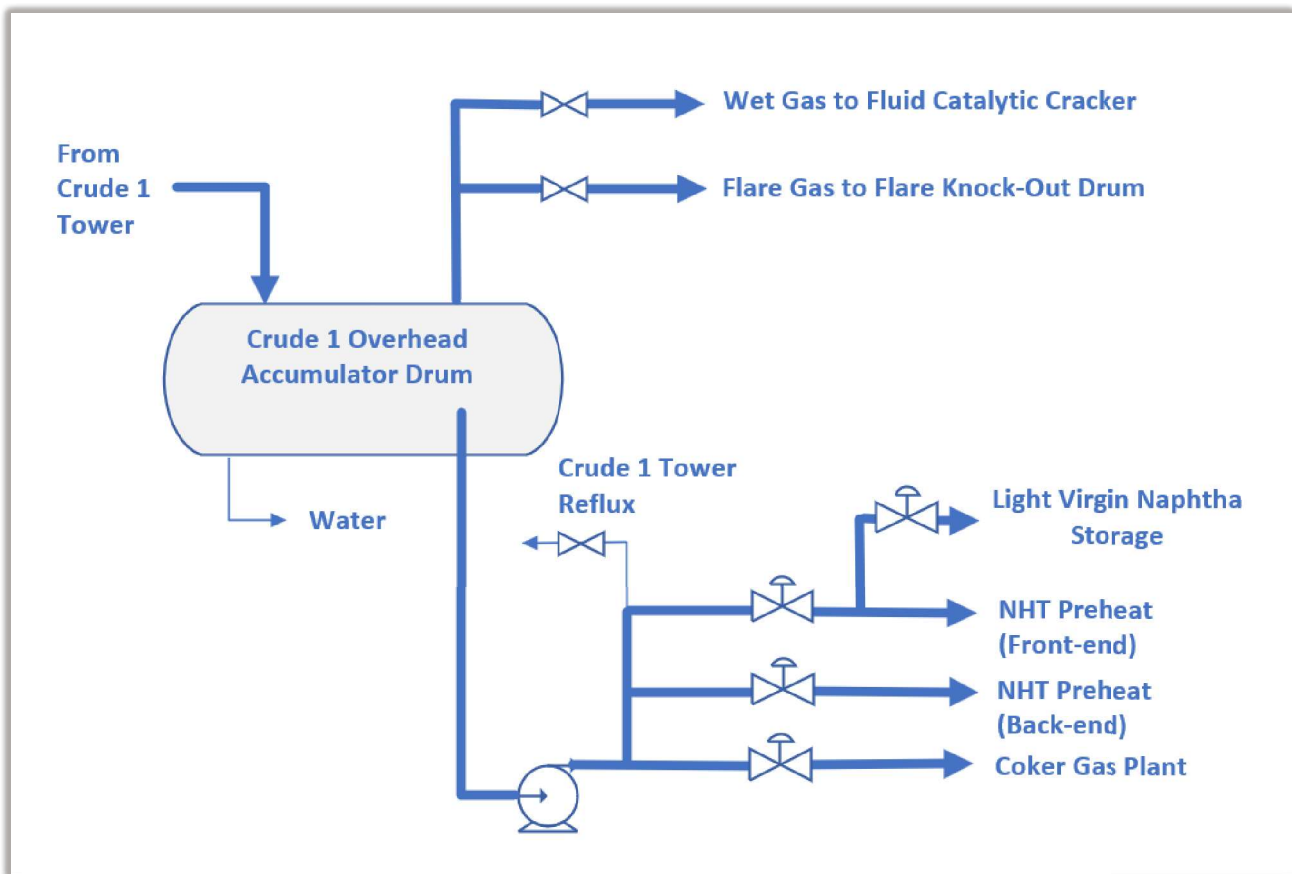 Wet Gas to Fluid Catalytic Cracker
From
Crude 1
Tower
Flare Gas to Flare Knock-Out Drum
Crude 1 Overhead
Accumulator Drum
Crude 1 Tower
Reflux
Water
Light Virgin Naphtha
Storage
NHT Preheat
(Front-end)
NHT Preheat
(Back-end)
Coker Gas Plant